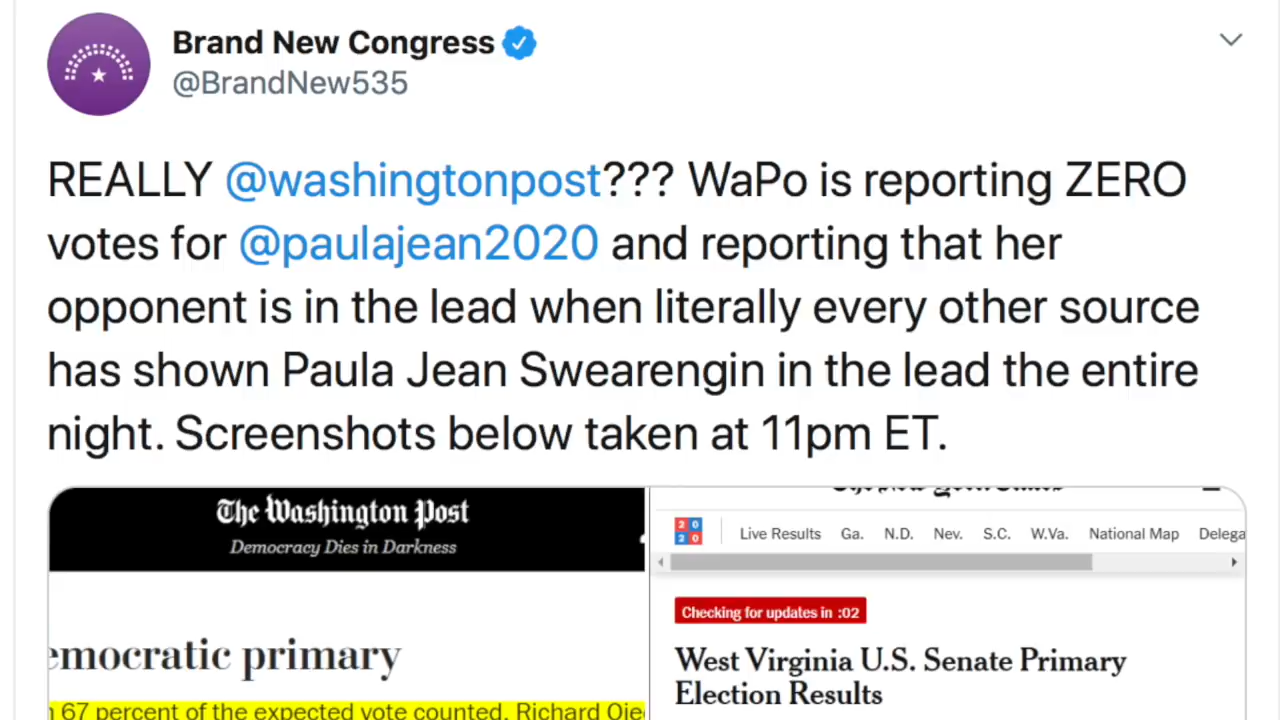 Brand New Congress
@BrandNew535
REALLY @washingtonpost??? WaPo is reporting ZERO
votes for @paulajean2020 and reporting that her
opponent is in the lead when literally every other source
has shown Paula Jean Swearengin in the lead the entire
night. Screenshots below taken at 11pm ET.
The Washington Post
Democracy Dies in Darkness
emocratic primary
67 percent of the expected vote counted, Richard Oje
2020
Live Results Ga. N.D. Nev. S.C. W.Va. National Map Delega
Checking for updates in :02
West Virginia U.S. Senate Primary
Election Results